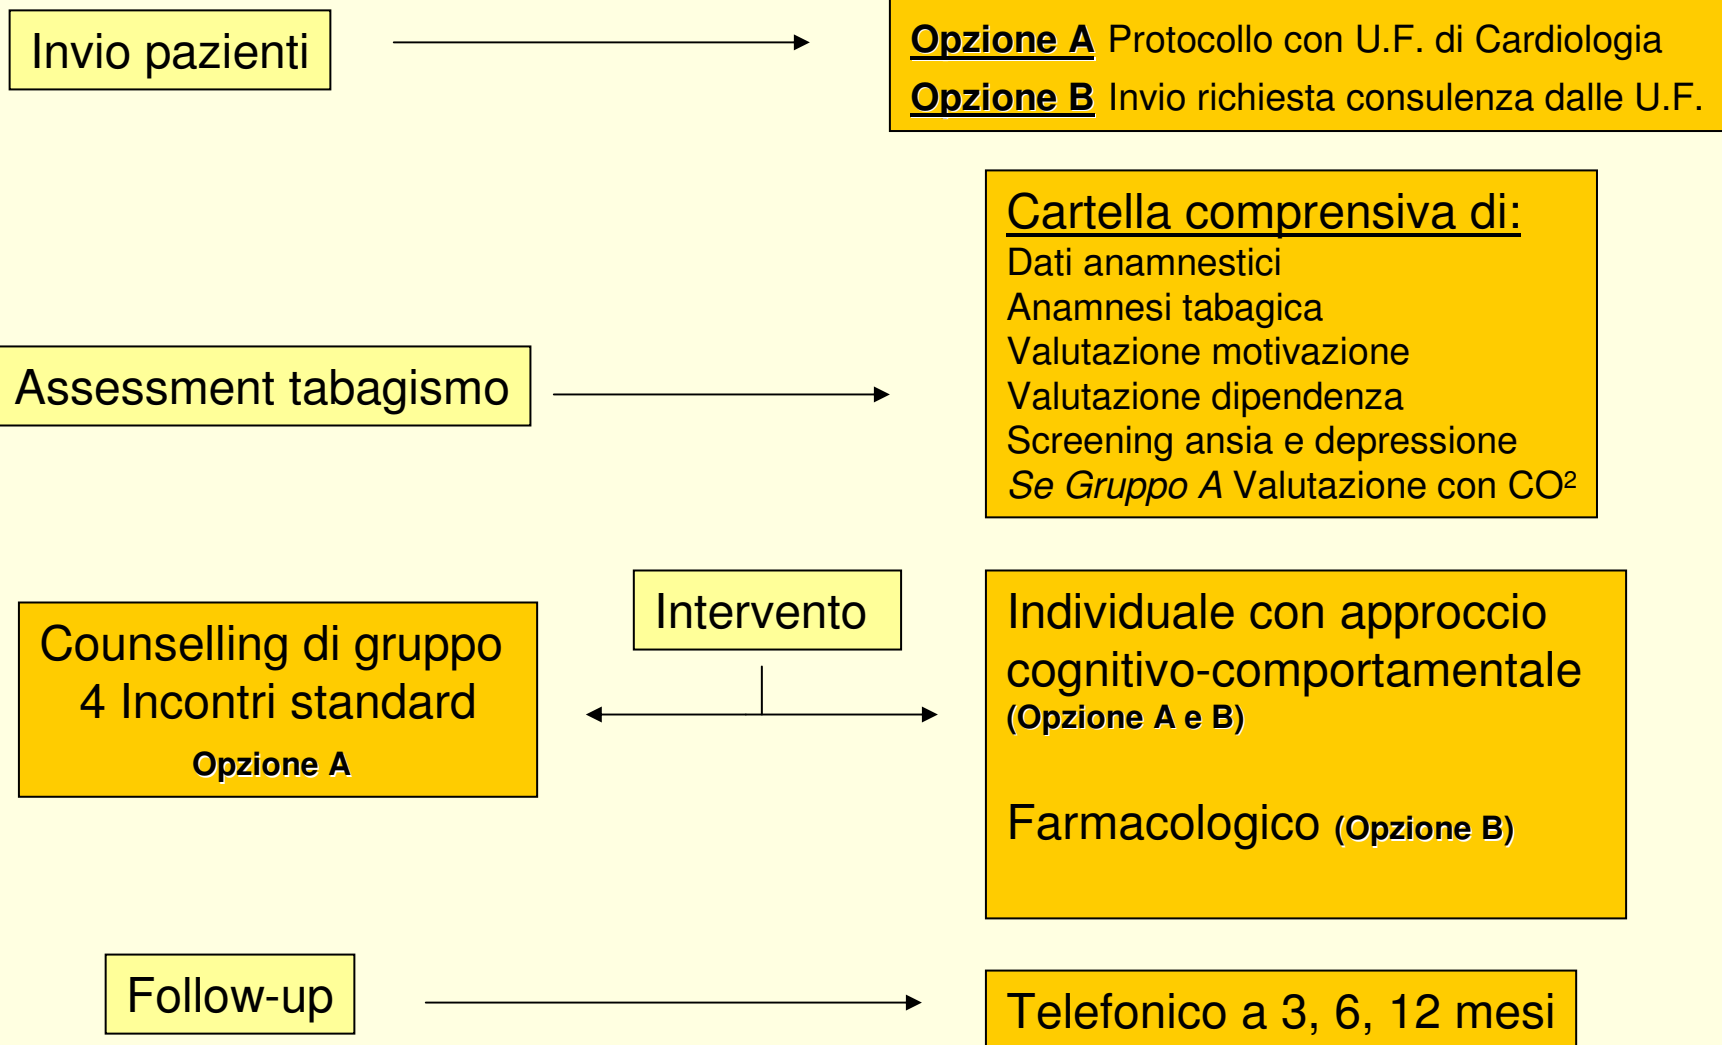 Invio pazienti
Opzione A Protocollo con U.F. di Cardiologia
Opzione B Invio richiesta consulenza dalle U.F.
Cartella comprensiva di:
Dati anamnestici
Anamnesi tabagica
Valutazione motivazione
Valutazione dipendenza
Screening ansia e depressione
Se Gruppo A Valutazione con CO²
Assessment tabagismo
Intervento
Counselling di gruppo
4 Incontri standard
Opzione A
Individuale con approccio
cognitivo-comportamentale
(Opzione A e B)
Farmacologico (Opzione B)
Follow-up
Telefonico a 3, 6, 12 mesi